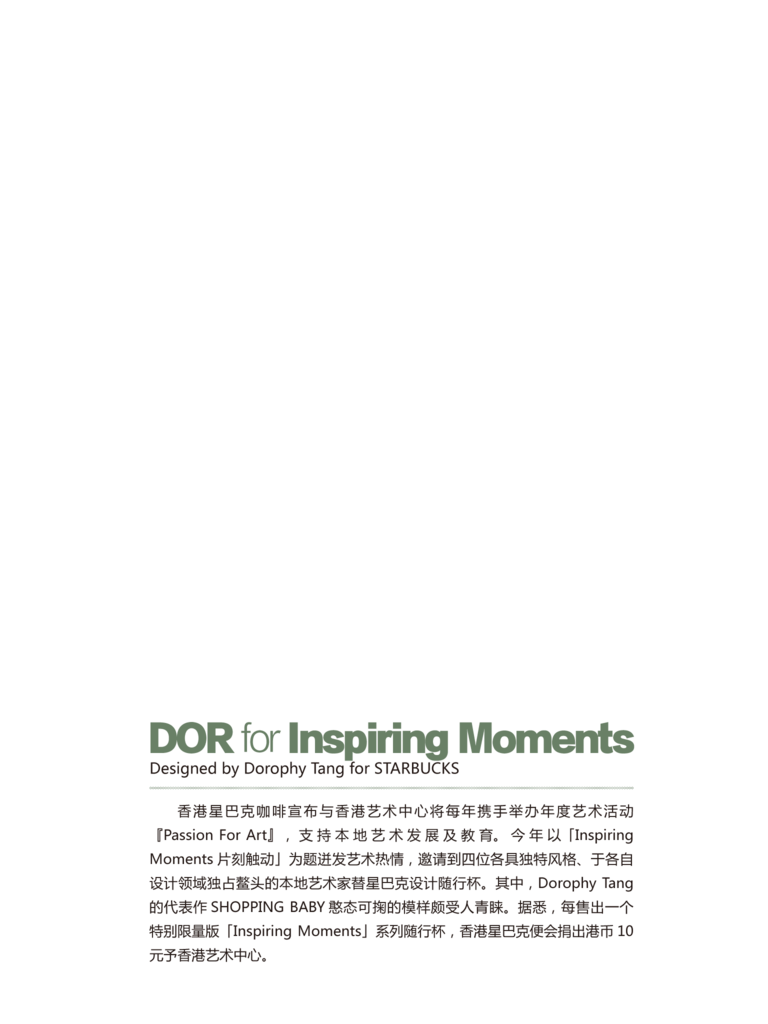 DOR for Inspiring Moments
Designed by Dorophy Tang for STARBUCKS
香港星巴克咖啡宣布与香港艺术中心将每年携手举办年度艺术活动
『Passion For Art』，支持本地艺术发展及教育。今年以「Inspiring
Moments 片刻触动」为题迸发艺术热情，邀请到四位各具独特风格、于各自
设计领域独占鳌头的本地艺术家替星巴克设计随行杯。其中，Dorophy Tang
的代表作 SHOPPING BABY 憨态可掬的模样颇受人青睐。据悉，每售出一个
特别限量版「Inspiring Moments」系列随行杯，香港星巴克便会捐出港币 10
元予香港艺术中心。